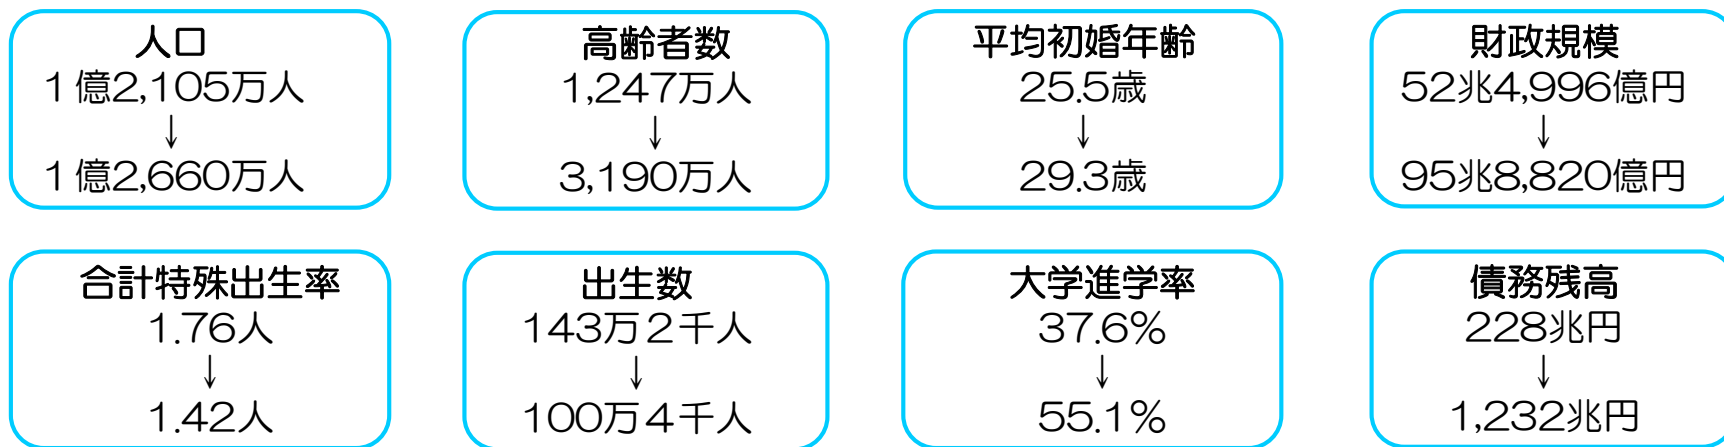 人口
1億2,105万人
↓
1億2,660万人
高齢者数
1,247万人
↓
3,190万人
平均初婚年齢
25.5歳
↓
29.3歳
財政規模
52兆4,996億円
↓
95兆8,820億円
合計特殊出生率
1.76人
↓
1.42人
出生数
143万2千人
↓
100万4千人
大学進学率
37.6%
↓
55.1%
債務残高
228兆円
↓
1,232兆円